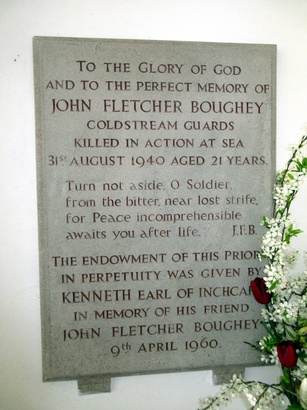 TO THE GLORY OF GOD
AND TO THE PERFECT MEMORY OF
JOHN FLETCHER BOUGHEY
COLDSTREAM GUARDS
KILLED IN ACTION AT SEA
31st AUGUST 1940 AGED 21 YEARS.
Turn not aside, O Soldier,
from the bitter, near lost strife,
for Peace incomprehensible
awaits you after life. J.F.B.
THE ENDOWMENT OF THIS PRIOR
IN PERPETUITY WAS GIVEN BY
KENNETH EARL OF INCHCA
IN MEMORY OF HIS FRIEND
JOHN FLETCHER BOUGHEY
9th APRIL 1960.